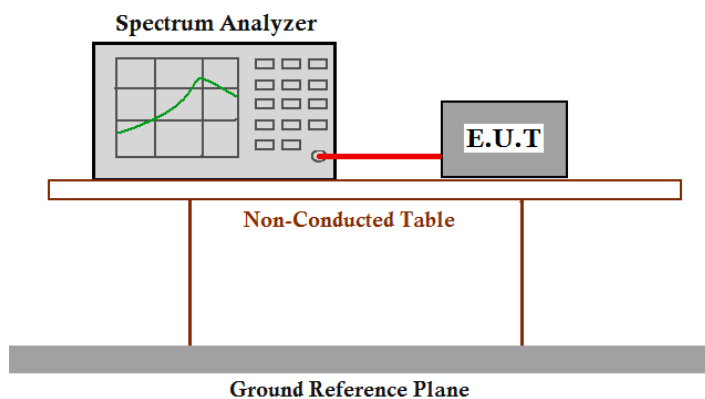 Spectrum Analyzer
E.U.T
Non-Conducted Table
Ground Reference Plane